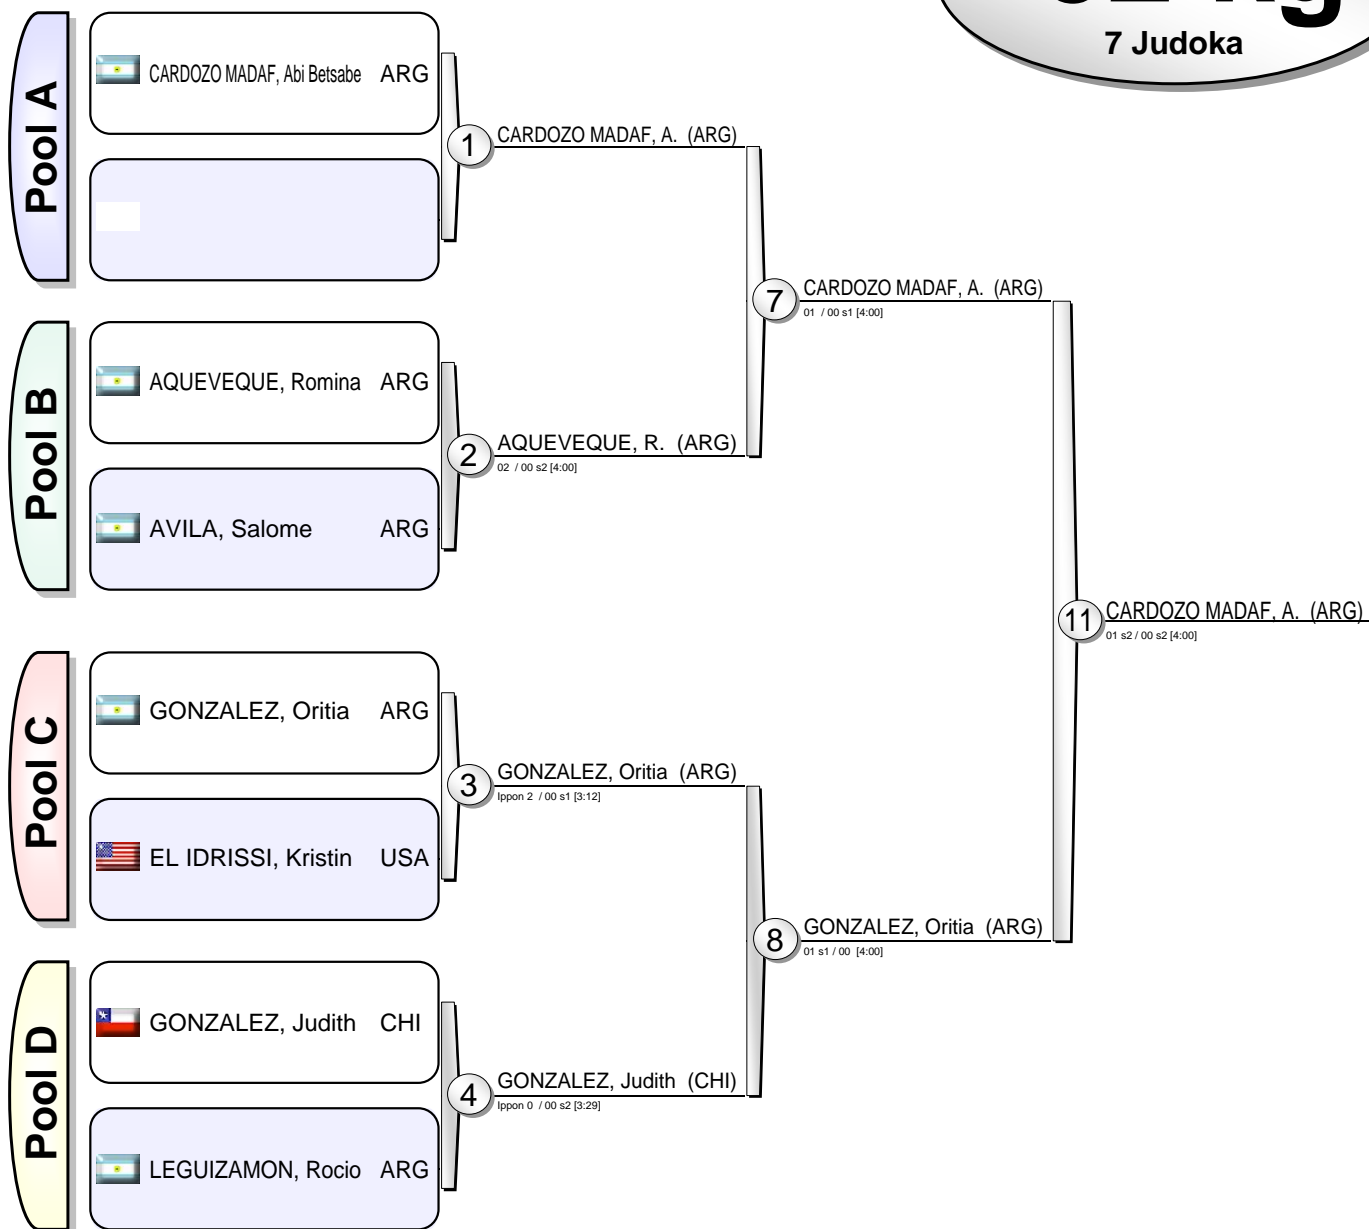 7 Judoka
Pool A
CARDOZO MADAF, Abi Betsabe ARG
1
CARDOZO MADAF, A. (ARG)
7
CARDOZO MADAF, A. (ARG)
01 / 00 s1 [4:00]
Pool B
AQUEVEQUE, Romina ARG
2
AQUEVEQUE, R. (ARG)
02 / 00 s2 [4:00]
AVILA, Salome ARG
11
CARDOZO MADAF, A. (ARG)
01 s2 / 00 s2 [4:00]
Pool C
GONZALEZ, Oritia ARG
3
GONZALEZ, Oritia (ARG)
Ippon 2 / 00 s1 [3:12]
EL IDRISSI, Kristin USA
8
GONZALEZ, Oritia (ARG)
01 s1 / 00 [4:00]
Pool D
GONZALEZ, Judith CHI
4
GONZALEZ, Judith (CHI)
Ippon 0 / 00 s2 [3:29]
LEGUIZAMON, Rocio ARG